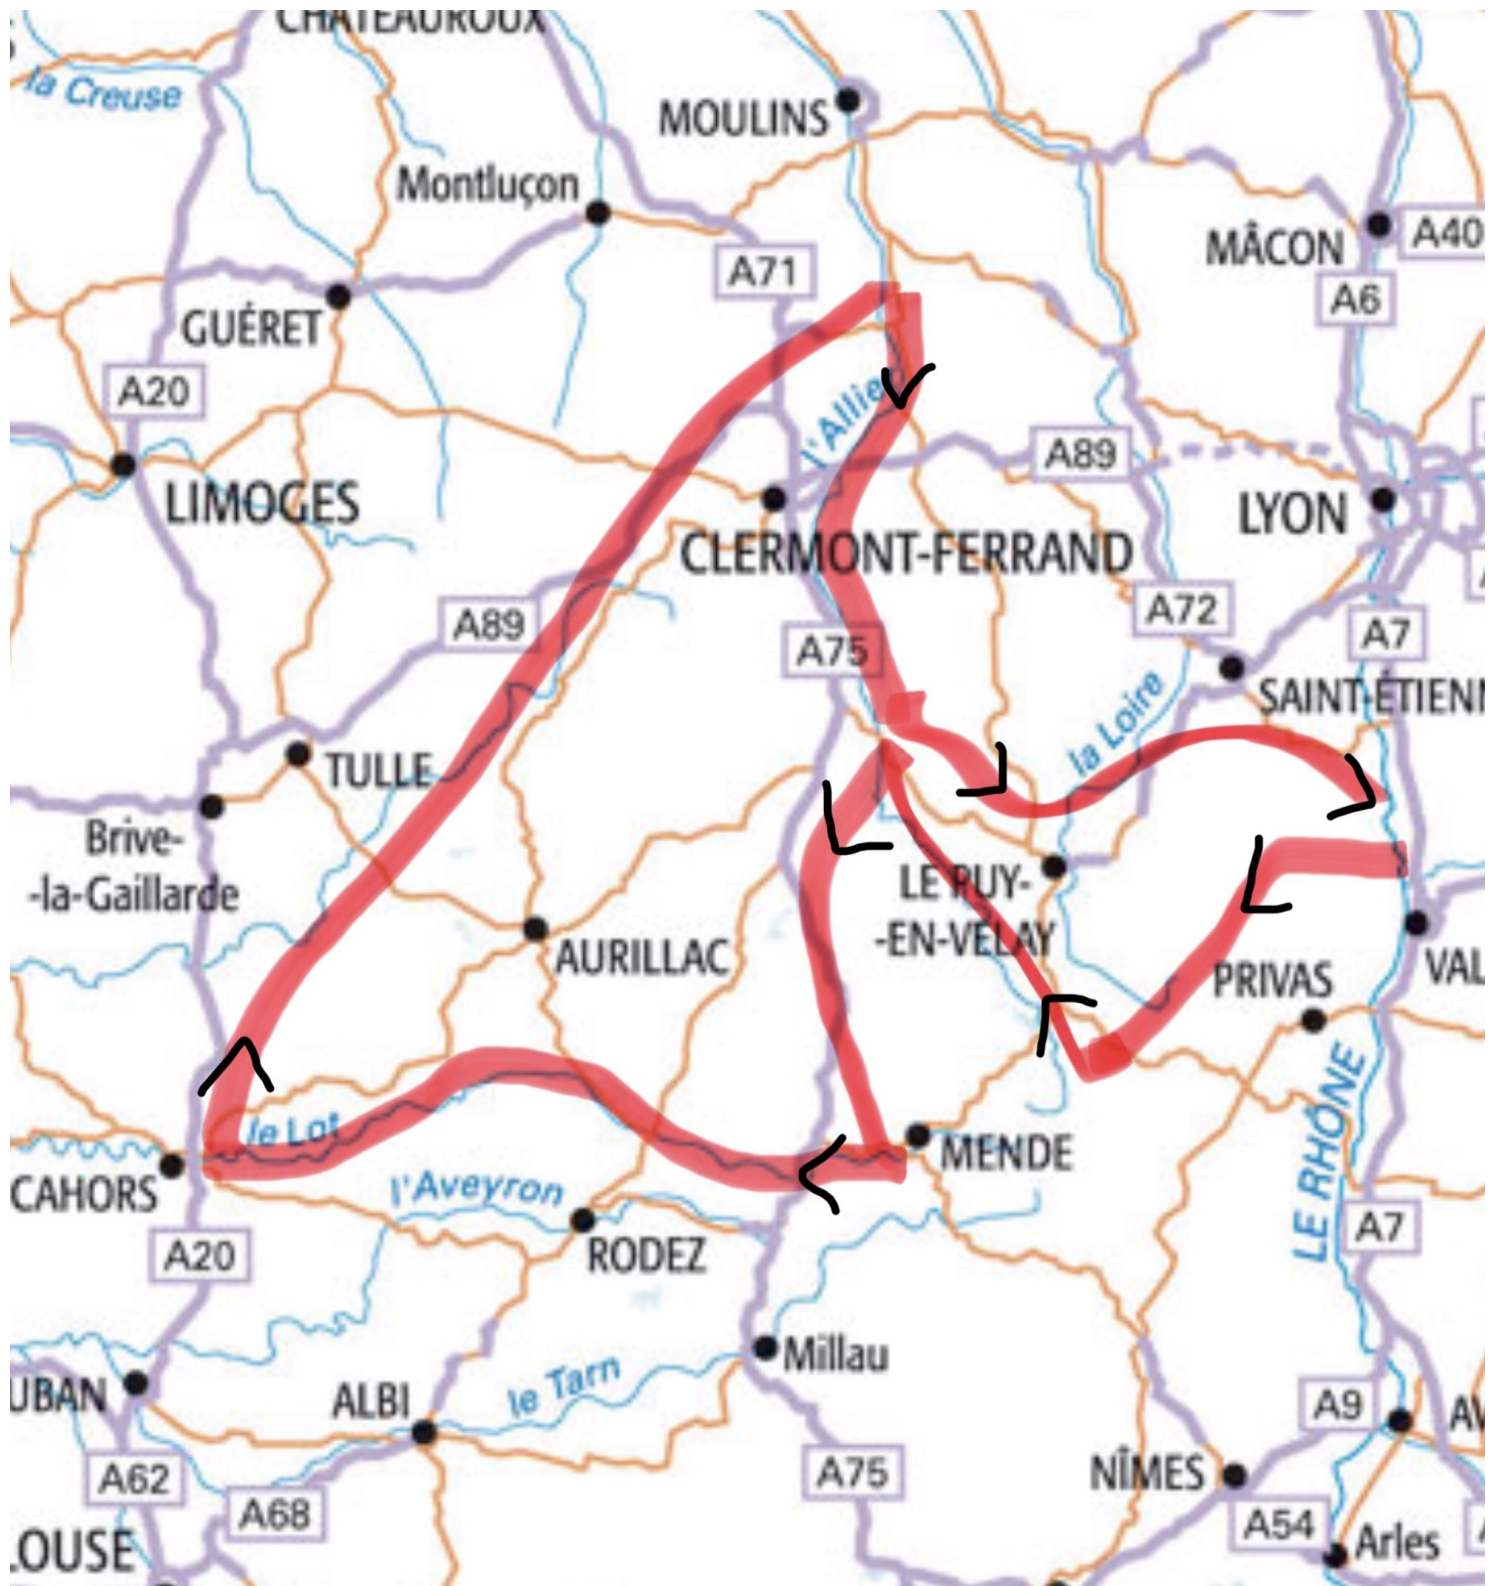 CHÂTEAUROUX
la Creuse
MOULINS
Montluçon
MÂCON
A40
A71
A6
GUÉRET
A20
l'Allie
A89
LIMOGES
LYON
CLERMONT-FERRAND
A89
A72
A7
A75
SAINT-ÉTIENN
la Loire
TULLE
Brive-
-la-Gaillarde
LE PUY-
-EN-VELAY
AURILLAC
PRIVAS
VAL
le Lot
MENDE
LE RHÔNE
CAHORS
l'Aveyron
RODEZ
A20
A7
Millau
UBAN
ALBI
le Tarn
A9
AV
A62
A75
NÎMES
A68
A54
LOUSE
Arles